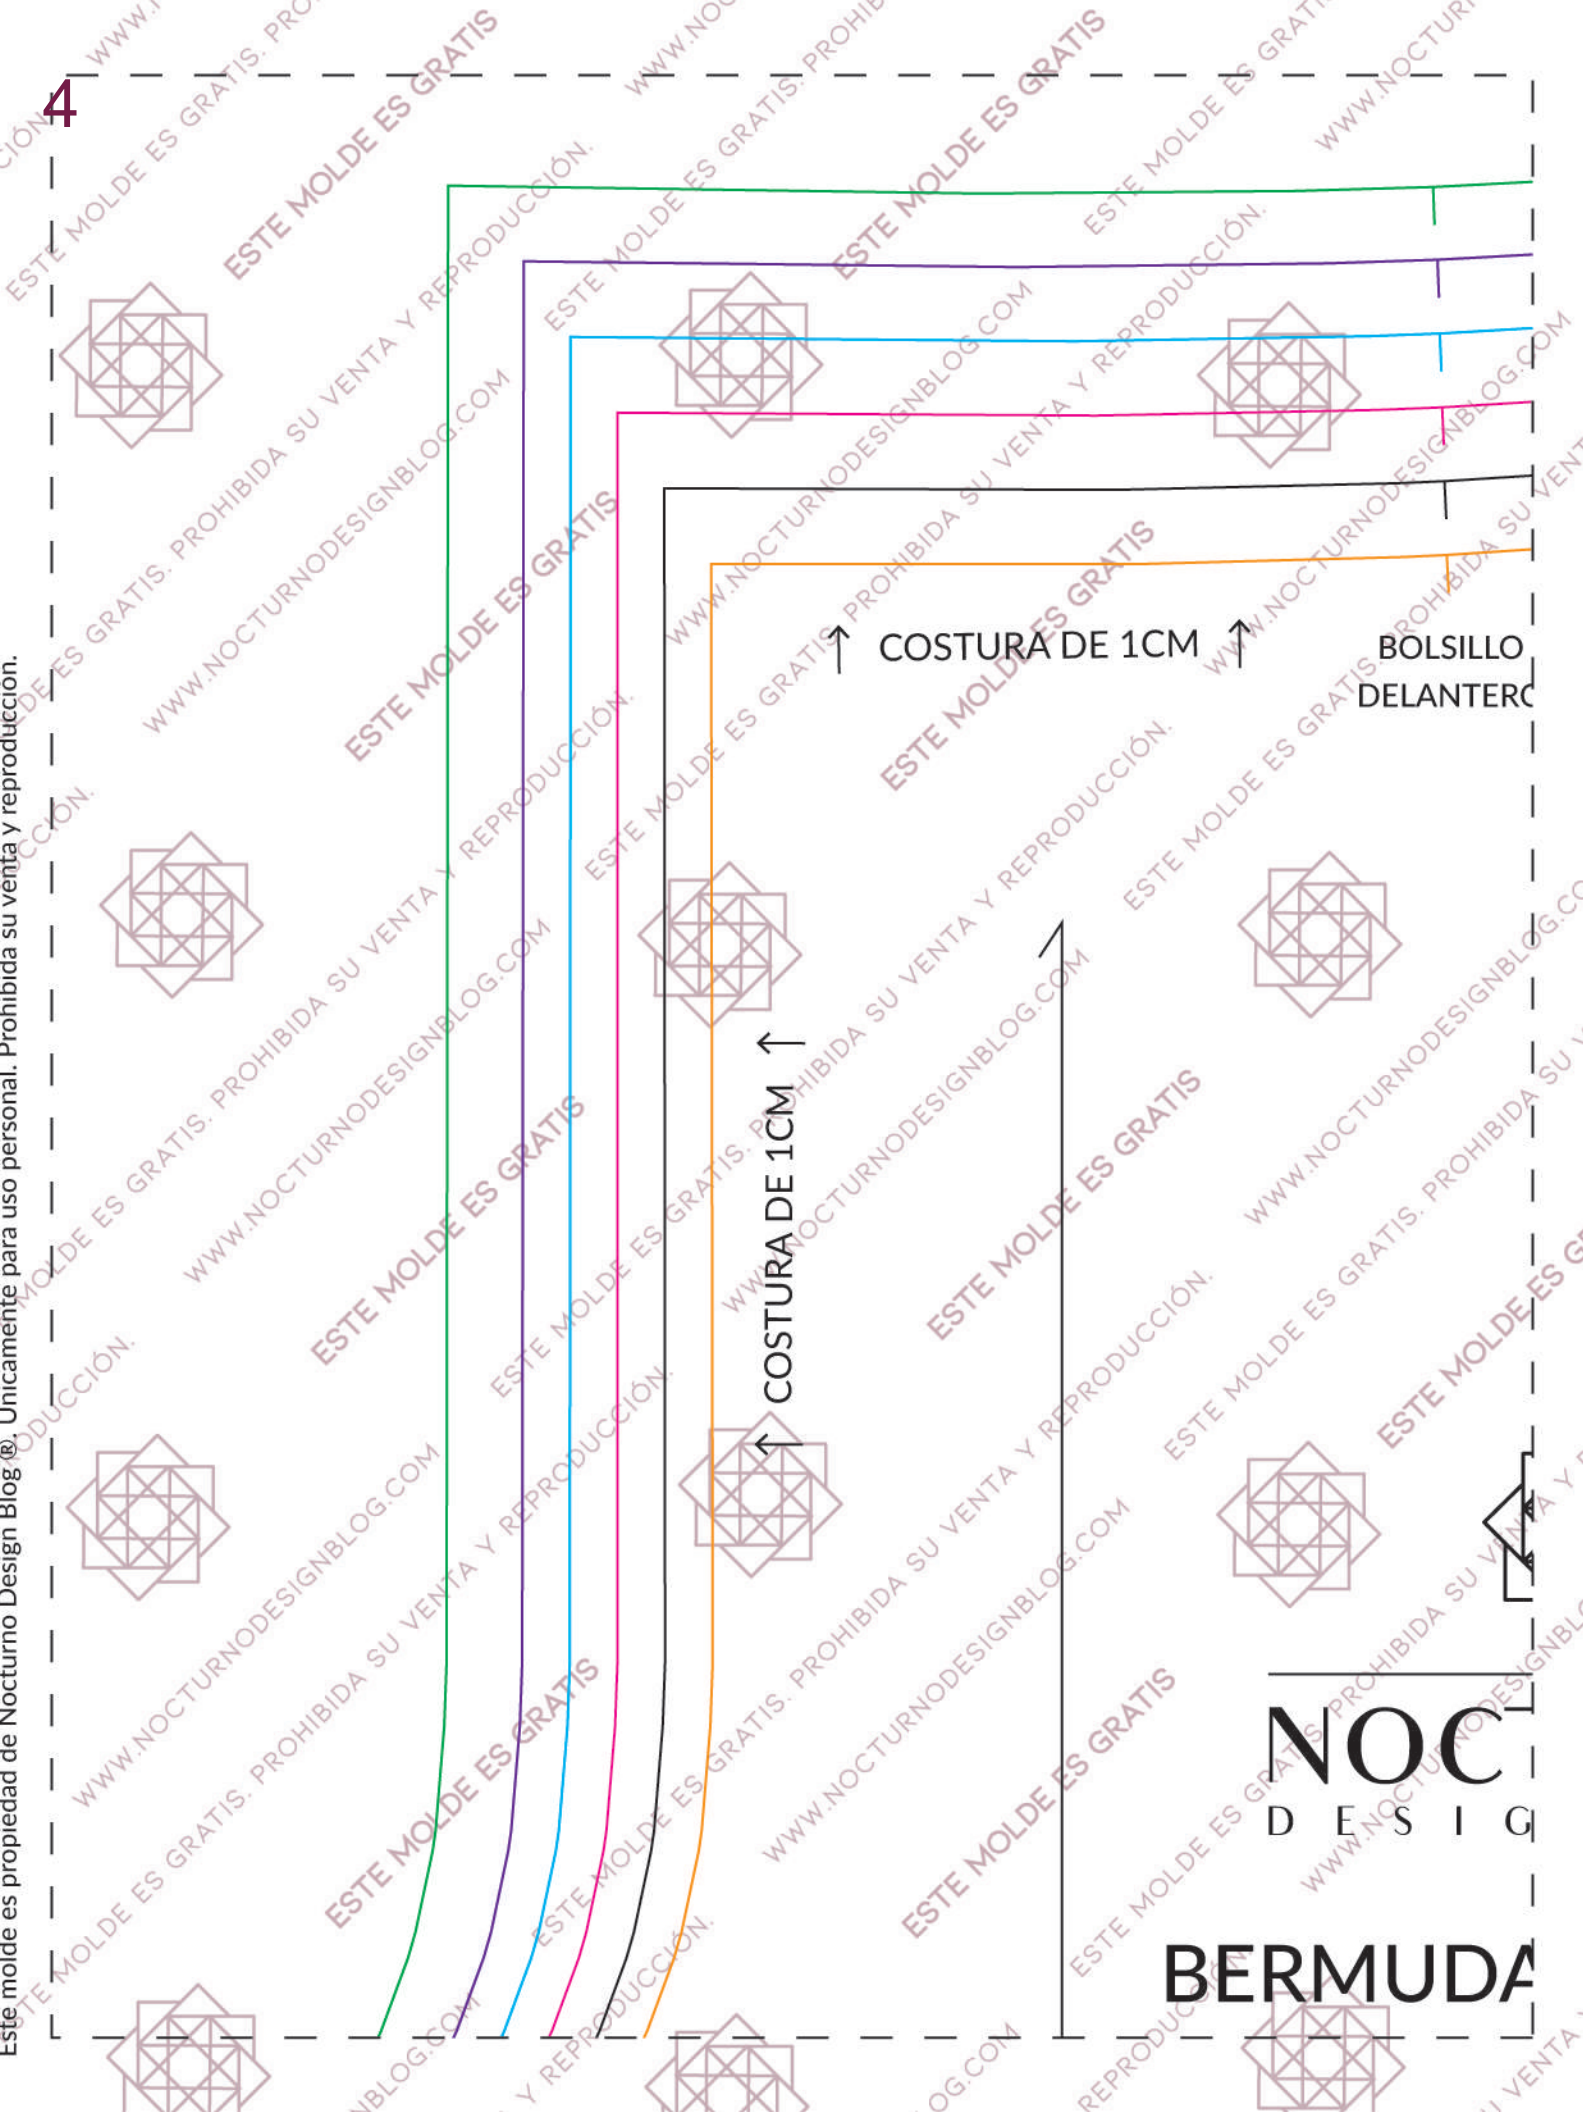 4
COSTURA DE 1CM
BOLSILLO
DELANTERO
COSTURA DE 1CM
NOC
DESIG
BERMUDA
Este molde es propiedad de Nocturno Design Blog ®. Unicamente para uso personal. Prohibida su venta y reproducción.
ESTE MOLDE ES GRATIS. PROHIBIDA SU VENTA Y REPRODUCCIÓN.
WWW.NOCTURNODESIGNBLOG.COM
ESTE MOLDE ES GRATIS